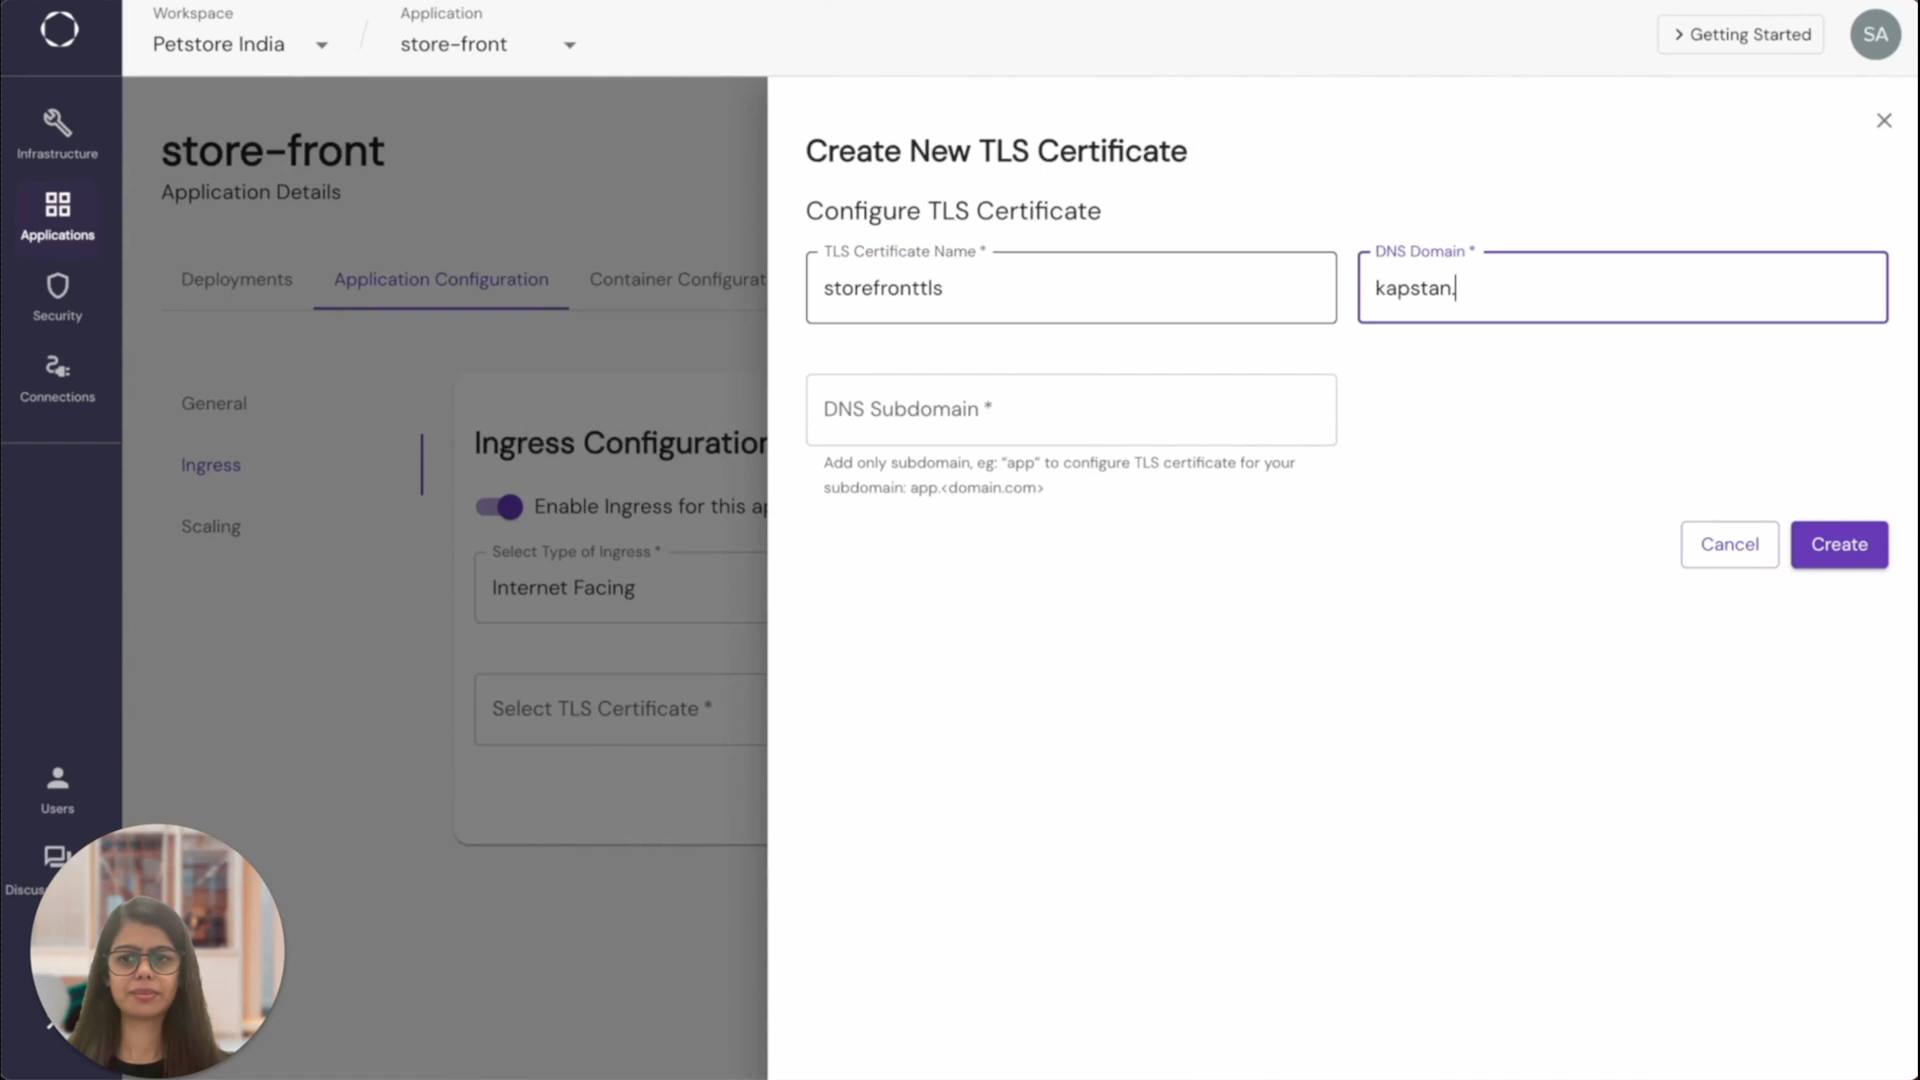 Workspace
Petstore India
Application
store-front
Getting Started
SA
Infrastructure
Applications
Security
Connections
Users
Discus
store-front
Application Details
Deployments
Application Configuration
Container Configurat
General
Ingress
Scaling
Ingress Configuration
Enable Ingress for this ap
Select Type of Ingress *
Internet Facing
Select TLS Certificate *
Create New TLS Certificate
Configure TLS Certificate
TLS Certificate Name *
storefronttls
DNS Domain *
kapstan.
DNS Subdomain *
Add only subdomain, eg: "app" to configure TLS certificate for your
subdomain: app.<domain.com>
Cancel
Create